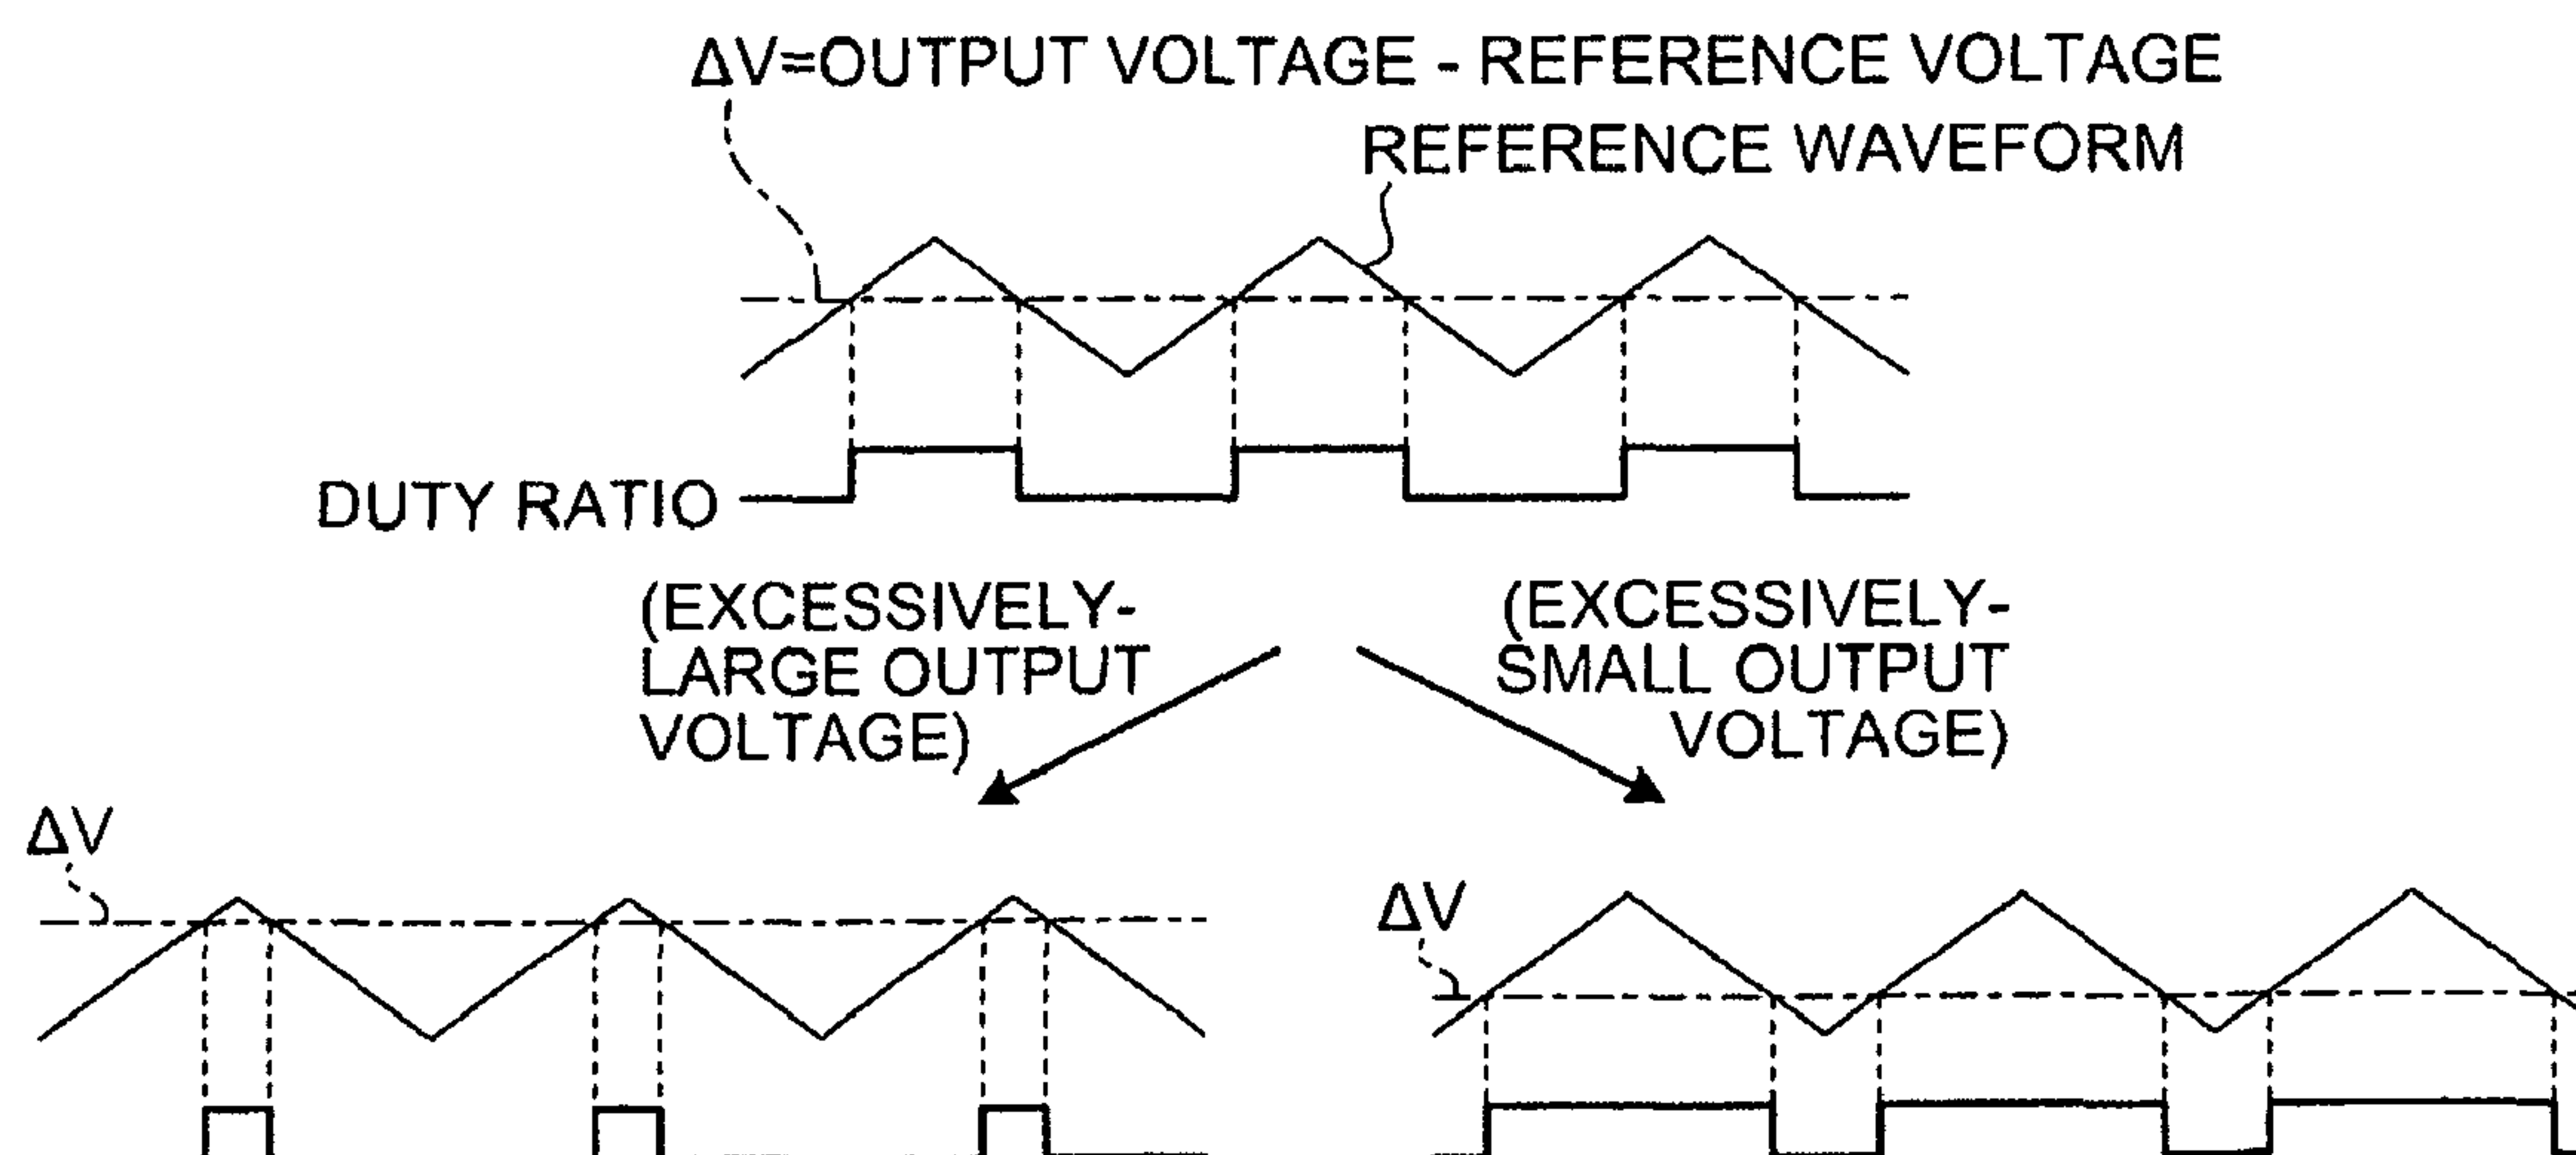 ΔV=OUTPUT VOLTAGE - REFERENCE VOLTAGE
REFERENCE WAVEFORM
DUTY RATIO
(EXCESSIVELY-
LARGE OUTPUT
VOLTAGE)
(EXCESSIVELY-
SMALL OUTPUT
VOLTAGE)
ΔV
ΔV